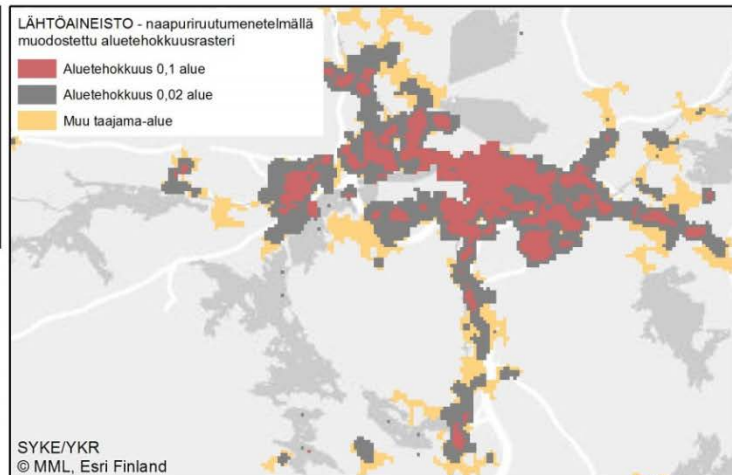 LÄHTÖAINEISTO - naapuriruutumenetelmällä
muodostettu aluetehokkuusrasteri
Aluetehokkuus 0,1 alue
Aluetehokkuus 0,02 alue
Muu taajama-alue
SYKE/YKR
© MML, Esri Finland